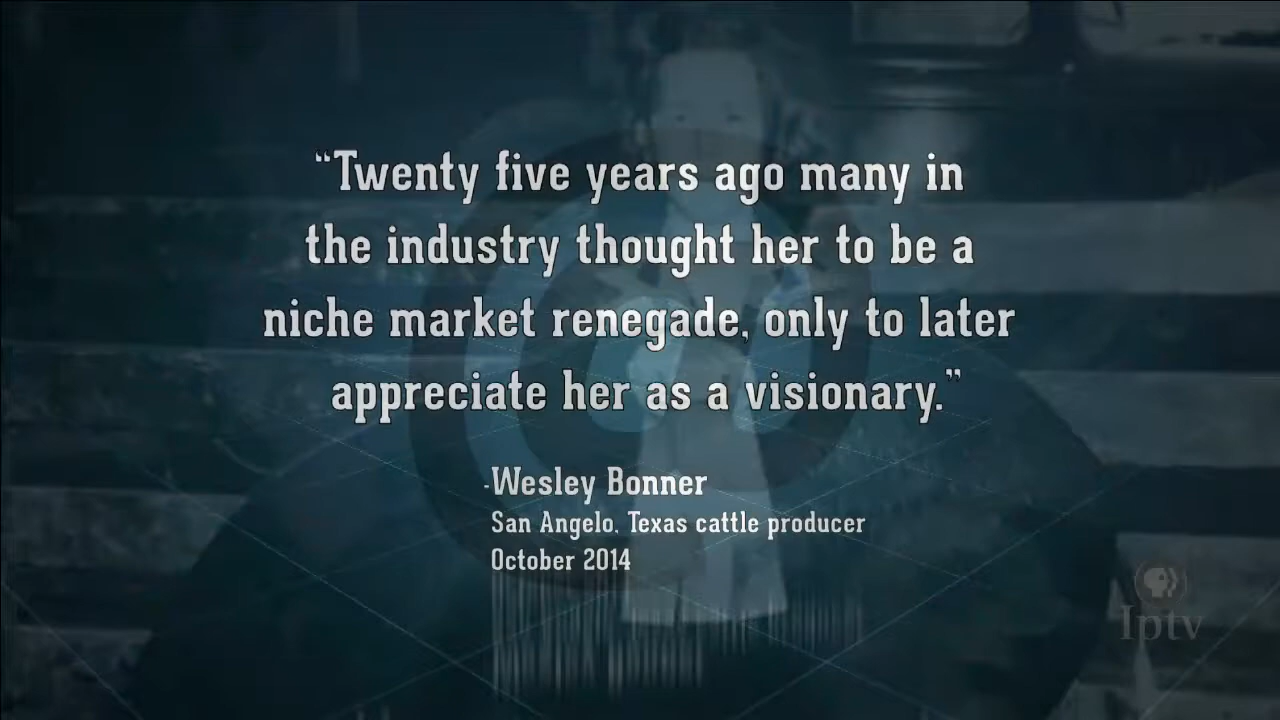 “Twenty five years ago many in
the industry thought her to be a
niche market renegade, only to later
appreciate her as a visionary.”
-Wesley Bonner
San Angelo, Texas cattle producer
October 2014
Iptv